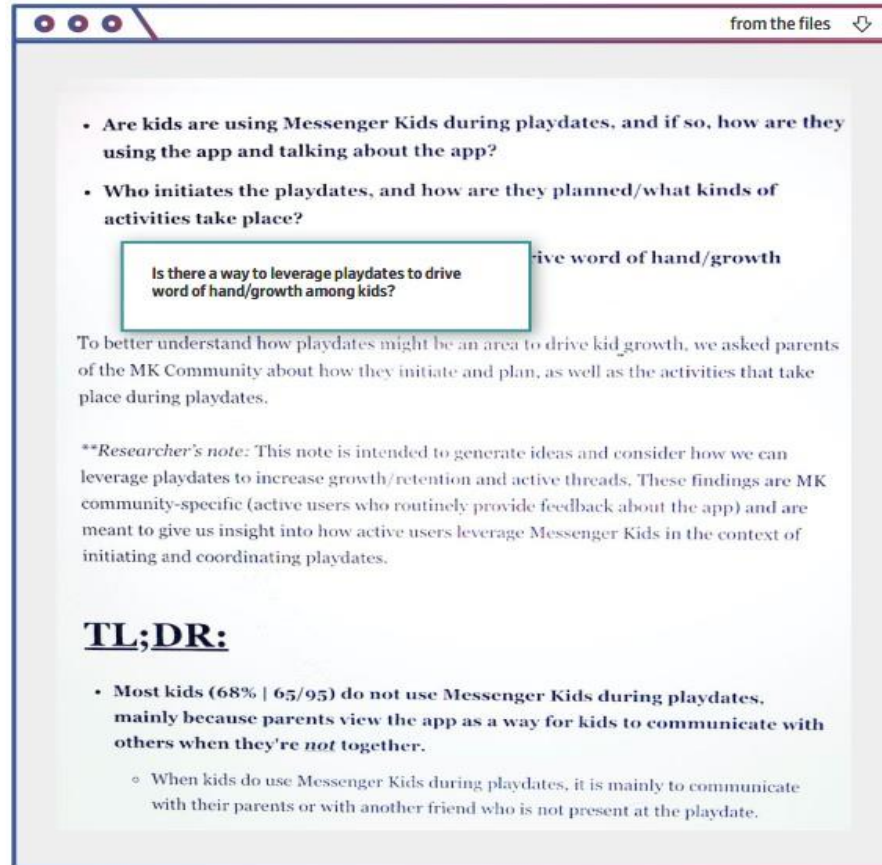 from the files
• Are kids are using Messenger Kids during playdates, and if so, how are they
using the app and talking about the app?
• Who initiates the playdates, and how are they planned/what kinds of
activities take place?
rive word of hand/growth
Is there a way to leverage playdates to drive
word of hand/growth among kids?
To better understand how playdates might be an area to drive kid growth, we asked parents
of the MK Community about how they initiate and plan, as well as the activities that take
place during playdates.
**Researcher's note: This note is intended to generate ideas and consider how we can
leverage playdates to increase growth/retention and active threads. These findings are MK
community-specific (active users who routinely provide feedback about the app) and are
meant to give us insight into how active users leverage Messenger Kids in the context of
initiating and coordinating playdates.
TL;DR:
• Most kids (68% | 65/95) do not use Messenger Kids during playdates,
mainly because parents view the app as a way for kids to communicate with
others when they're not together.
◦ When kids do use Messenger Kids during playdates, it is mainly to communicate
with their parents or with another friend who is not present at the playdate.